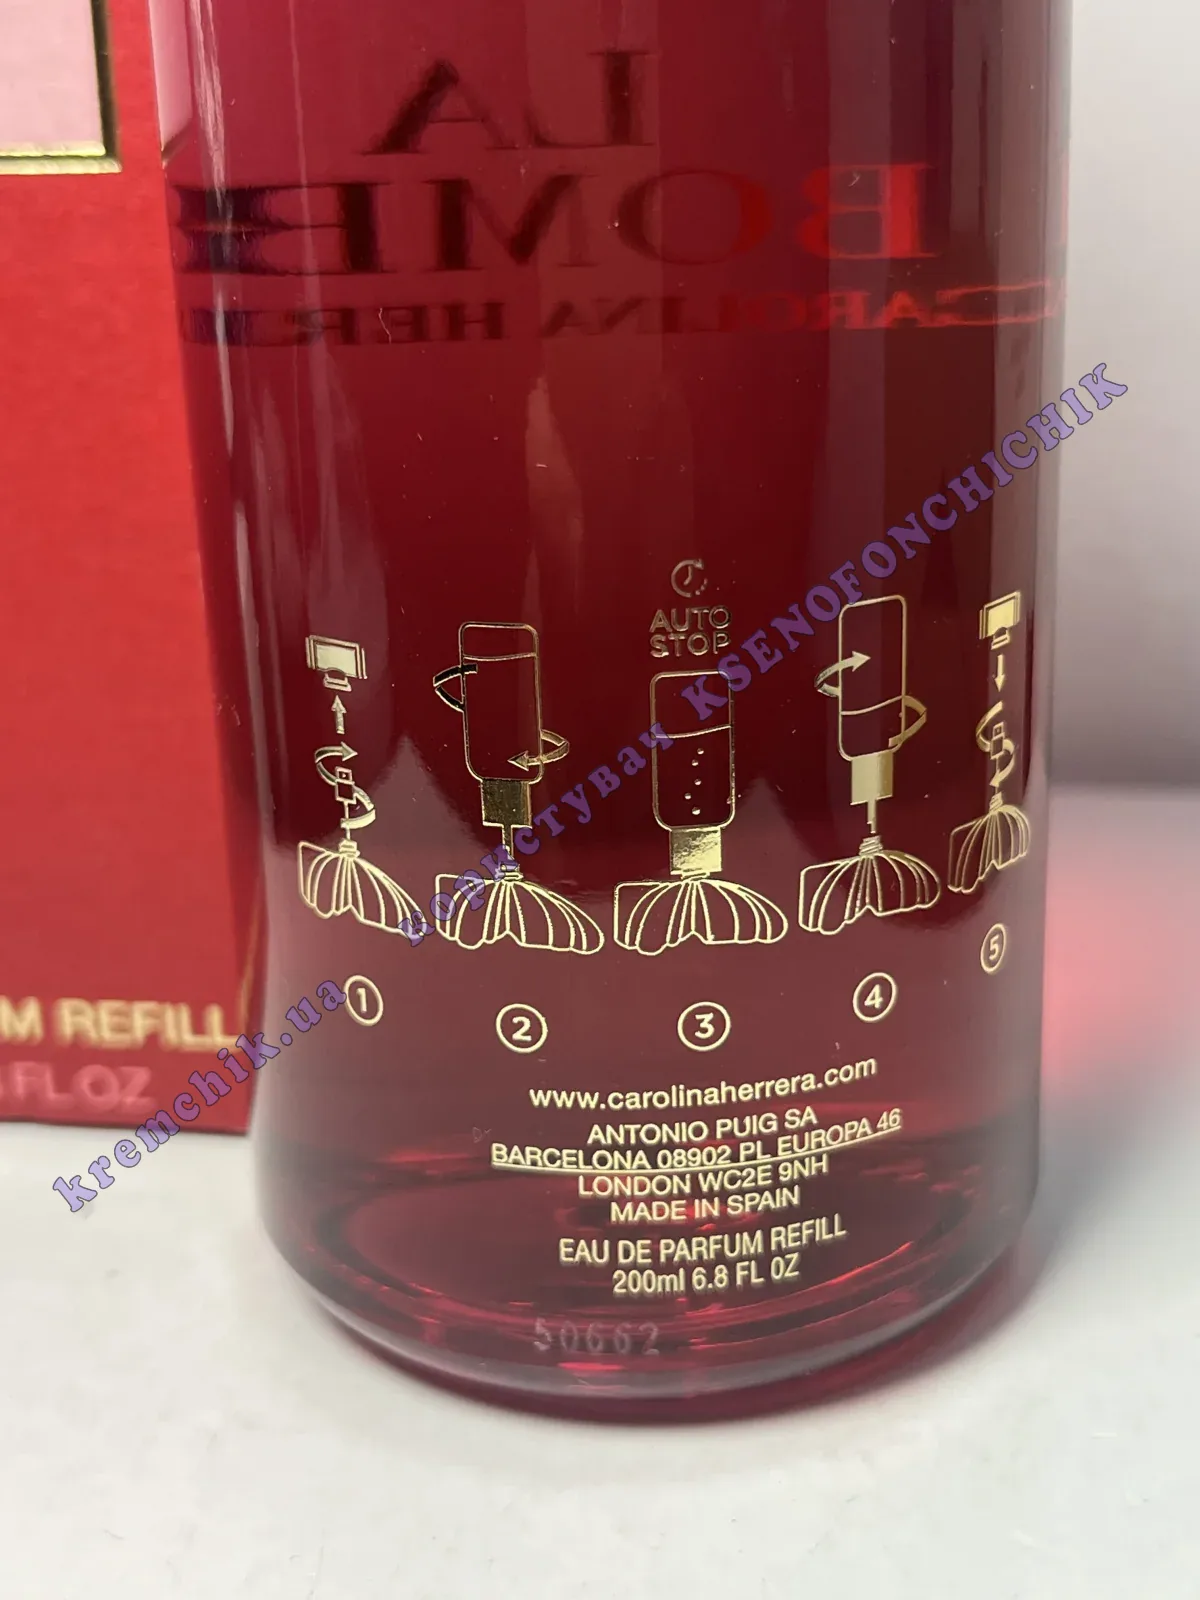 LA
BOMB
CAROLINA HER
AUTO
STOP
1
2
3
4
5
www.carolinaherrera.com
ANTONIO PUIG SA
BARCELONA 08902 PL EUROPA 46
LONDON WC2E 9NH
MADE IN SPAIN
EAU DE PARFUM REFILL
200ml 6.8 FL OZ
50662
M REFILL
FL OZ
kremchik.ua користувач KSENOFONCHICHIK